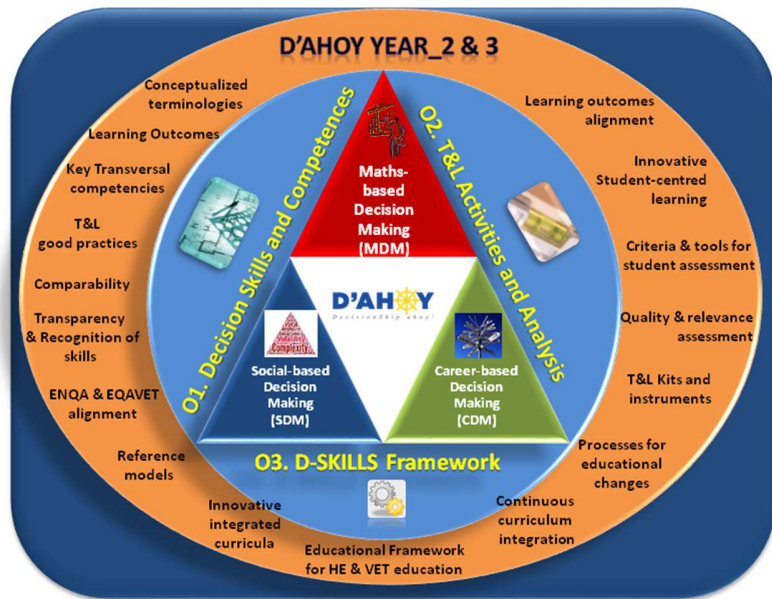 D'AHOY YEAR_2 & 3
Conceptualized
terminologies
Learning Outcomes
Key Transversal
competencies
T&L
good practices
Comparability
Transparency
& Recognition of
skills
ENQA & EQAVET
alignment
Reference
models
Innovative
integrated
curricula
Educational Framework
for HE & VET education
Continuous
curriculum
integration
Processes for
educational
changes
T&L Kits and
instruments
Quality & relevance
assessment
Criteria & tools for
student assessment
Innovative
Student-centred
learning
Learning outcomes
alignment
O1. Decision Skills and Competences
O2. T&L Activities and Analysis
O3. D-SKILLS Framework
Maths-
based
Decision
Making
(MDM)
D'AHOY
DecisionShip ahoy!
Complexity
Social-based
Decision
Making
(SDM)
Career-based
Decision
Making
(CDM)